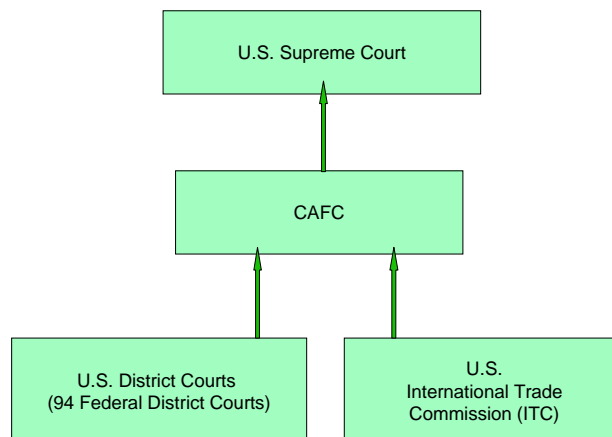 U.S. Supreme Court
CAFC
U.S. District Courts
(94 Federal District Courts)
U.S.
International Trade
Commission (ITC)